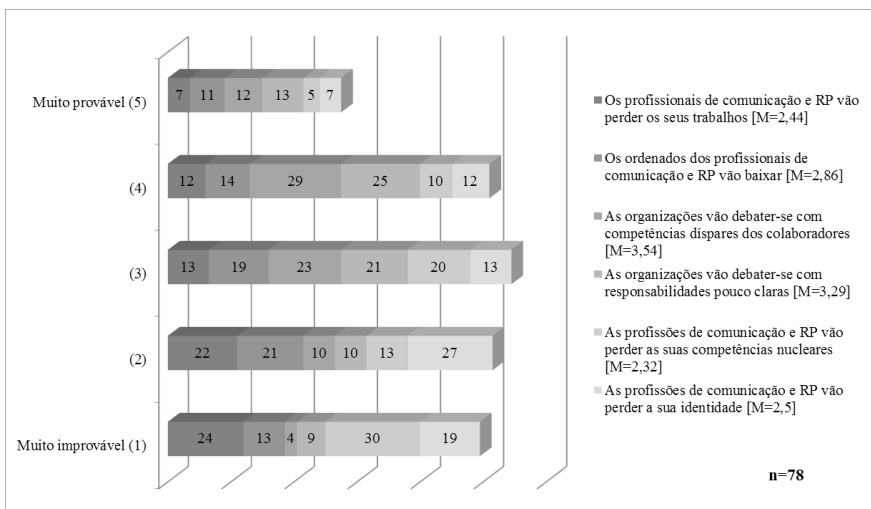 Muito provável (5)
7 11 12 13 5 7
(4)
12 14 29 25 10 12
(3)
13 19 23 21 20 13
(2)
22 21 10 10 13 27
Muito improvável (1)
24 13 4 9 30 19
Os profissionais de comunicação e RP vão
perder os seus trabalhos [M=2,44]
Os ordenados dos profissionais de
comunicação e RP vão baixar [M=2,86]
As organizações vão debater-se com
competências díspares dos colaboradores
[M=3,54]
As organizações vão debater-se com
responsabilidades pouco claras [M=3,29]
As profissões de comunicação e RP vão
perder as suas competências nucleares
[M=2,32]
As profissões de comunicação e RP vão
perder a sua identidade [M=2,5]
n=78